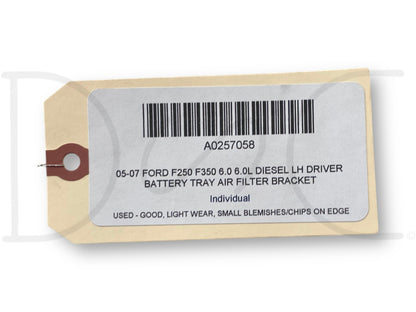 A0257058
05-07 FORD F250 F350 6.0 6.0L DIESEL LH DRIVER
BATTERY TRAY AIR FILTER BRACKET
Individual
USED - GOOD, LIGHT WEAR, SMALL BLEMISHES/CHIPS ON EDGE